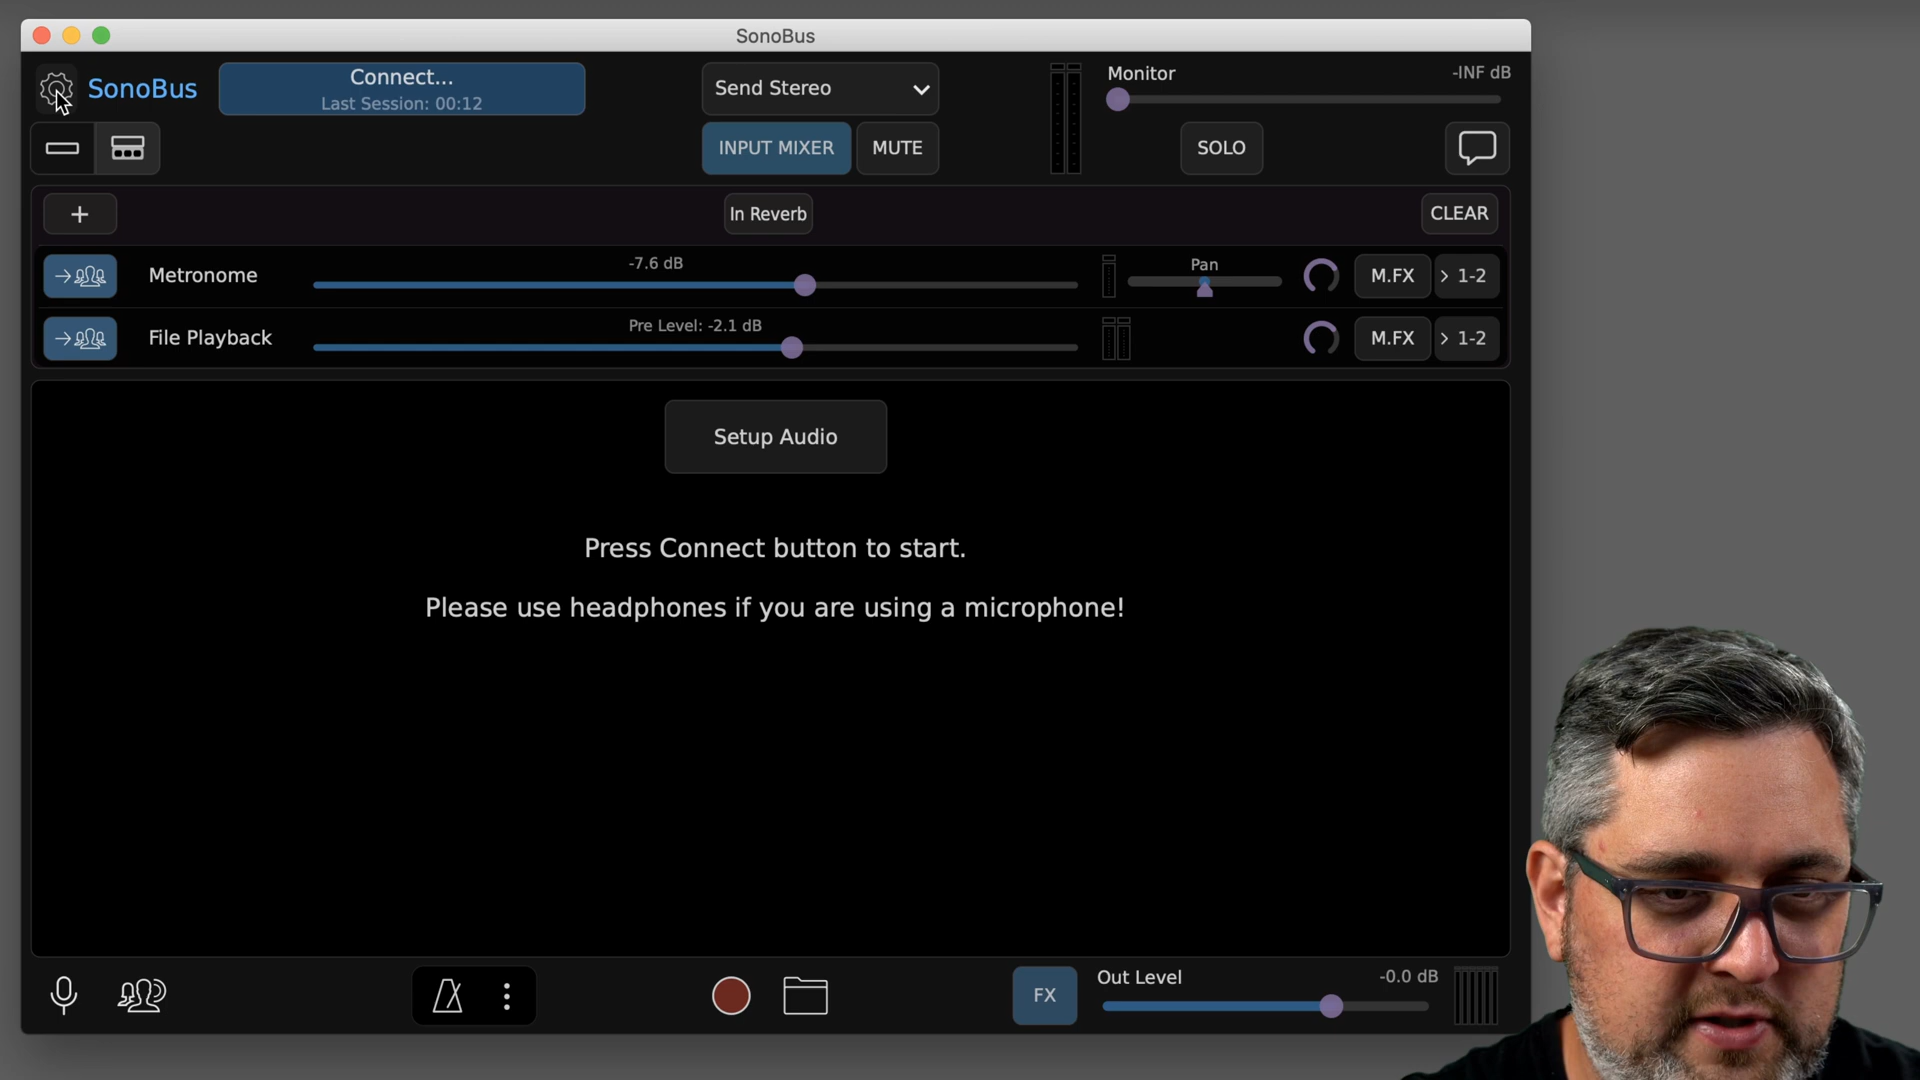 SonoBus
SonoBus
Connect...
Last Session: 00:12
Send Stereo
INPUT MIXER
MUTE
Monitor
-INF dB
SOLO
+
In Reverb
CLEAR
Metronome
-7.6 dB
Pan
M.FX
> 1-2
File Playback
Pre Level: -2.1 dB
M.FX
> 1-2
Setup Audio
Press Connect button to start.
Please use headphones if you are using a microphone!
FX
Out Level
-0.0 dB